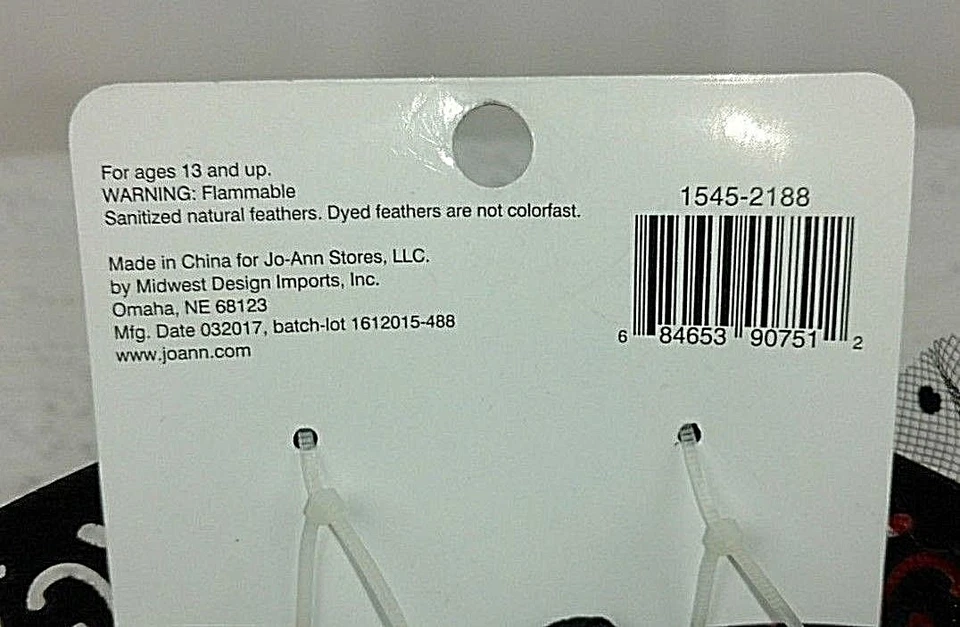 For ages 13 and up.
WARNING: Flammable
Sanitized natural feathers. Dyed feathers are not colorfast.
Made in China for Jo-Ann Stores, LLC.
by Midwest Design Imports, Inc.
Omaha, NE 68123
Mfg. Date 032017, batch-lot 1612015-488
www.joann.com
1545-2188
6 84653 90751 2